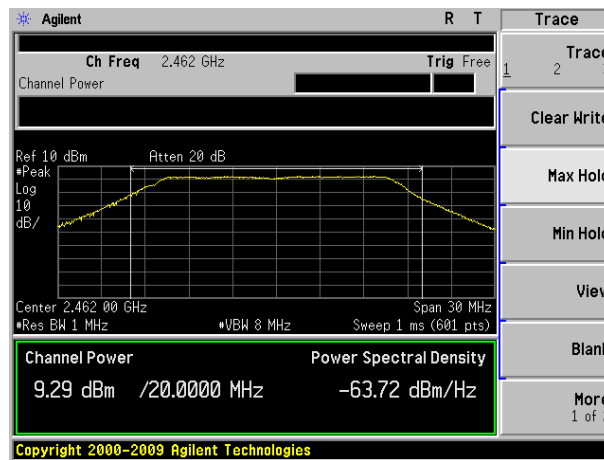 Agilent R T Trace
Ch Freq 2.462 GHz Trig Free
Channel Power
Trace
1 2
Clear Write
Ref 10 dBm Atten 20 dB
#Peak
Log
10
dB/
Max Hold
Min Hold
View
Center 2.462 00 GHz Span 30 MHz
#Res BW 1 MHz #VBW 8 MHz Sweep 1 ms (601 pts)
Channel Power Power Spectral Density
9.29 dBm /20.0000 MHz -63.72 dBm/Hz
Blank
More
1 of
Copyright 2000-2009 Agilent Technologies